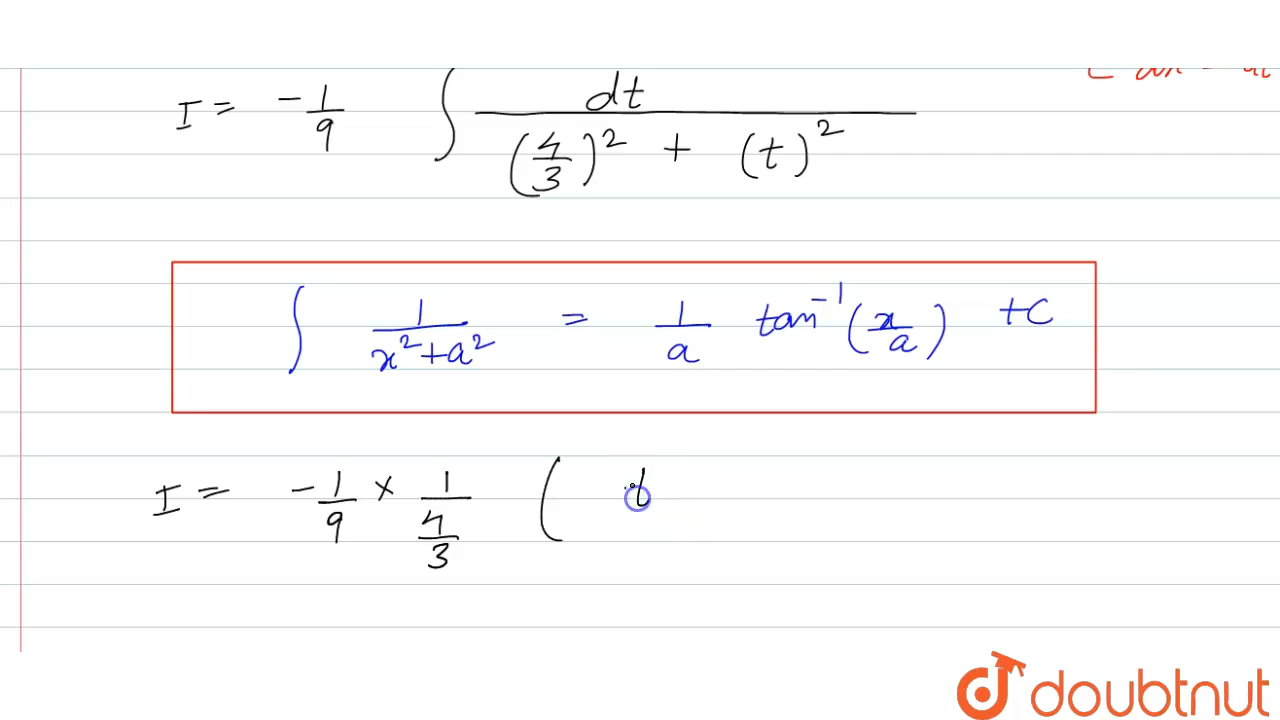 I = -1/9 ∫ dt / ((4/3)² + (t)²)
∫ 1/(x²+a²) = 1/a tan⁻¹(x/a) +C
I = -1/9 × 1/(4/3) ( t
doubtnut